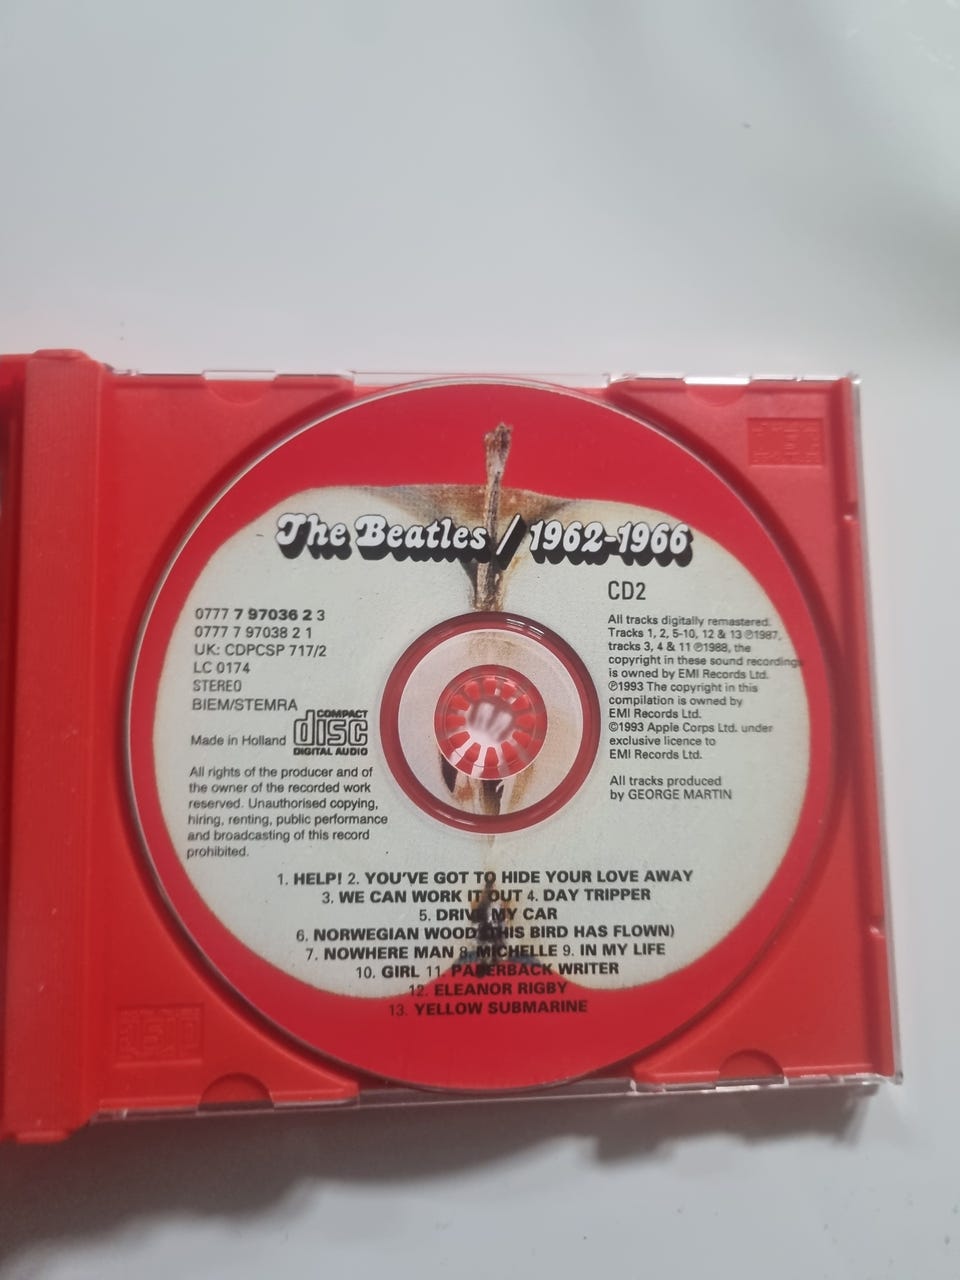 The Beatles / 1962-1966
CD2
0777 7 97036 2 3
0777 7 97038 2 1
UK: CDPCSP 717/2
LC 0174
STEREO
BIEM/STEMRA
Made in Holland
COMPACT
disc
DIGITAL AUDIO
All rights of the producer and of
the owner of the recorded work
reserved. Unauthorised copying,
hiring, renting, public performance
and broadcasting of this record
prohibited.
All tracks digitally remastered.
Tracks 1, 2, 5-10, 12 & 13 ℗1987,
tracks 3, 4 & 11 ℗1988, the
copyright in these sound recordings
is owned by EMI Records Ltd.
℗1993 The copyright in this
compilation is owned by
EMI Records Ltd.
©1993 Apple Corps Ltd. under
exclusive licence to
EMI Records Ltd.
All tracks produced
by GEORGE MARTIN
1. HELP! 2. YOU'VE GOT TO HIDE YOUR LOVE AWAY
3. WE CAN WORK IT OUT 4. DAY TRIPPER
5. DRIVE MY CAR
6. NORWEGIAN WOOD (THIS BIRD HAS FLOWN)
7. NOWHERE MAN 8. MICHELLE 9. IN MY LIFE
10. GIRL 11. PAPERBACK WRITER
12. ELEANOR RIGBY
13. YELLOW SUBMARINE